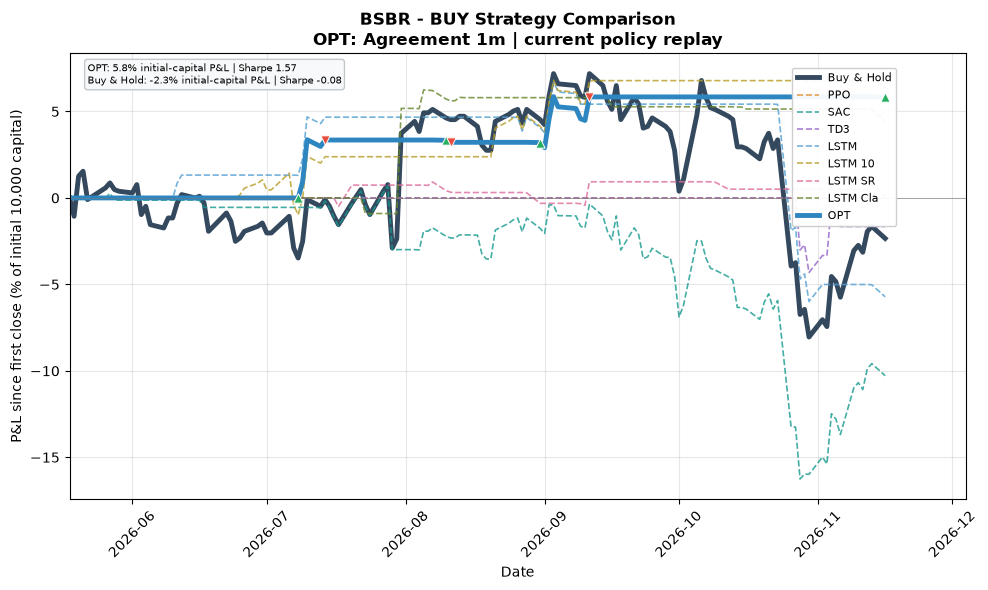 BSBR - BUY Strategy Comparison
OPT: Agreement 1m | current policy replay
OPT: 5.8% initial-capital P&L | Sharpe 1.57
Buy & Hold: -2.3% initial-capital P&L | Sharpe -0.08
Buy & Hold
PPO
SAC
TD3
LSTM
LSTM 10
LSTM SR
LSTM Cla
OPT
P&L since first close (% of initial 10,000 capital)
5
0
−5
−10
−15
2026-06
2026-07
2026-08
2026-09
2026-10
2026-11
2026-12
Date